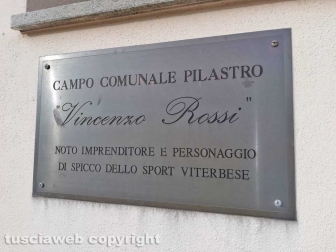 CAMPO COMUNALE PILASTRO
"Vincenzo Rossi"
NOTO IMPRENDITORE E PERSONAGGIO
DI SPICCO DELLO SPORT VITERBESE
tusciaweb copyright